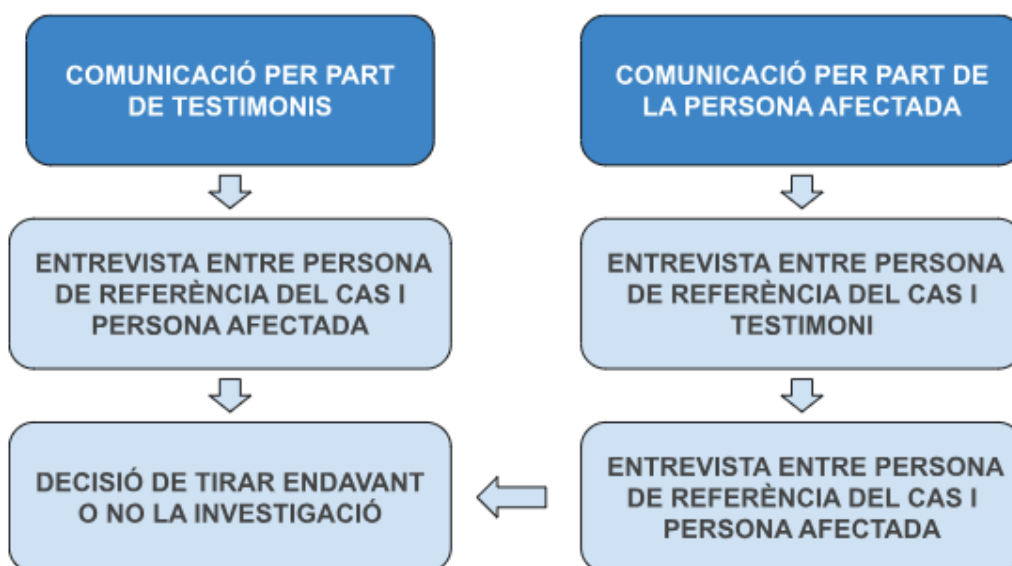 COMUNICACIÓ PER PART
DE TESTIMONIS
ENTREVISTA ENTRE PERSONA
DE REFERÈNCIA DEL CAS I
PERSONA AFECTADA
DECISIÓ DE TIRAR ENDAVANT
O NO LA INVESTIGACIÓ
COMUNICACIÓ PER PART DE
LA PERSONA AFECTADA
ENTREVISTA ENTRE PERSONA
DE REFERÈNCIA DEL CAS I
TESTIMONI
ENTREVISTA ENTRE PERSONA
DE REFERÈNCIA DEL CAS I
PERSONA AFECTADA